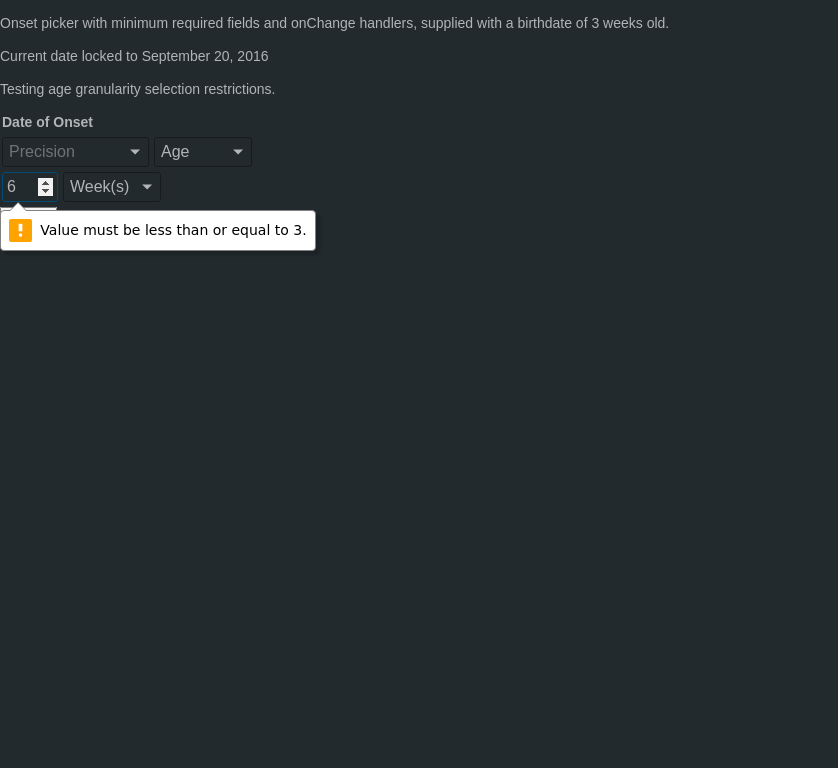 Onset picker with minimum required fields and onChange handlers, supplied with a birthdate of 3 weeks old.
Current date locked to September 20, 2016
Testing age granularity selection restrictions.
Date of Onset
Precision Age
6 Week(s)
Value must be less than or equal to 3.